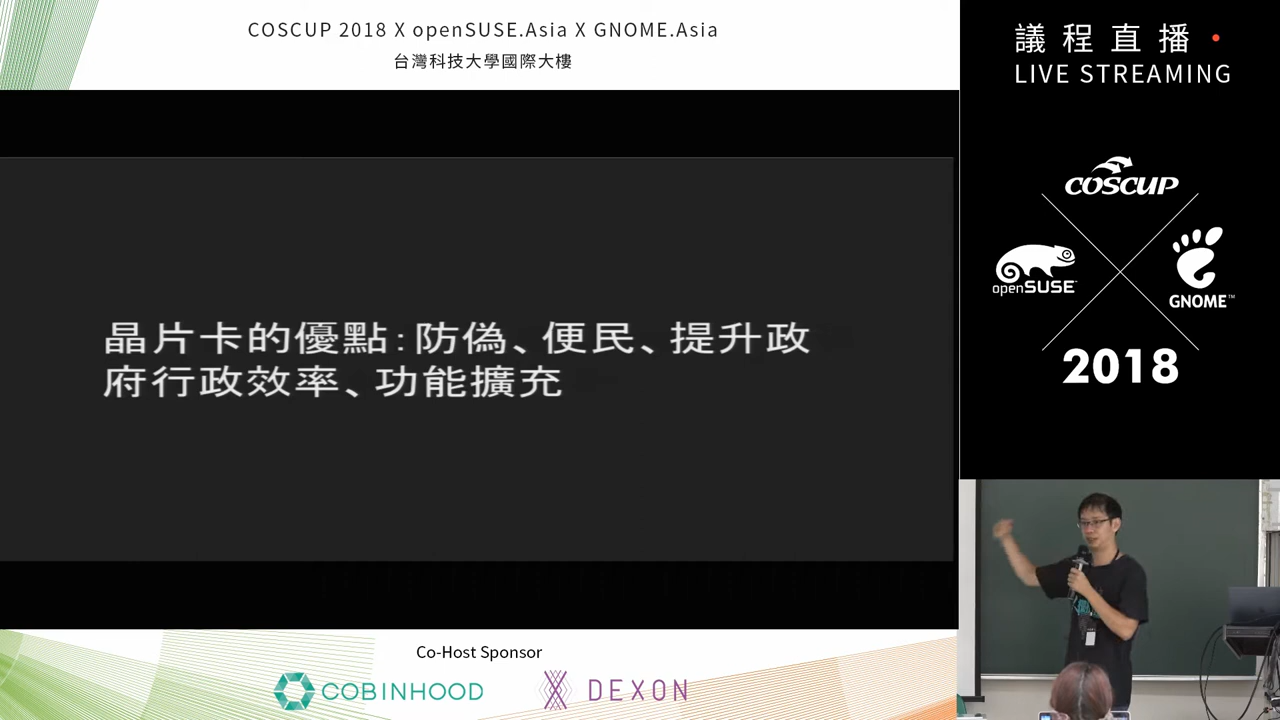 COSCUP 2018 X openSUSE.Asia X GNOME.Asia
台灣科技大學國際大樓
晶片卡的優點:防偽、便民、提升政
府行政效率、功能擴充
Co-Host Sponsor
COBINHOOD
DEXON
議程直播
LIVE STREAMING
COSCUP
openSUSE
GNOME™
2018